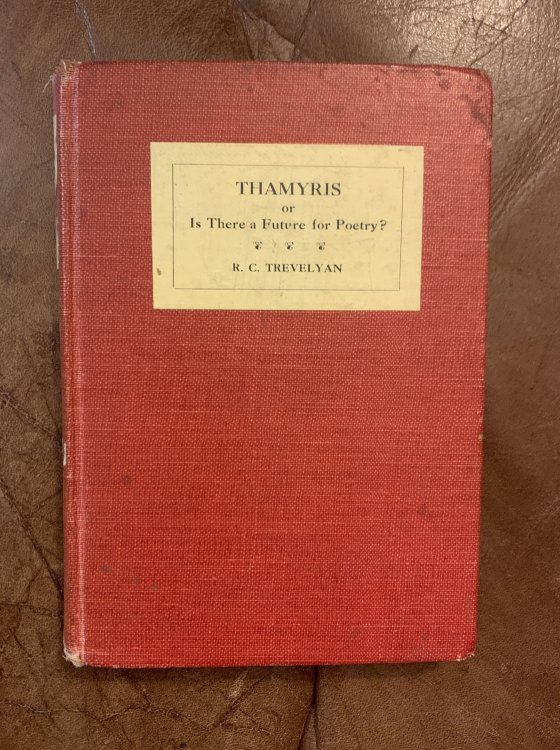 THAMYRIS
or
Is There a Future for Poetry?
R. C. TREVELYAN